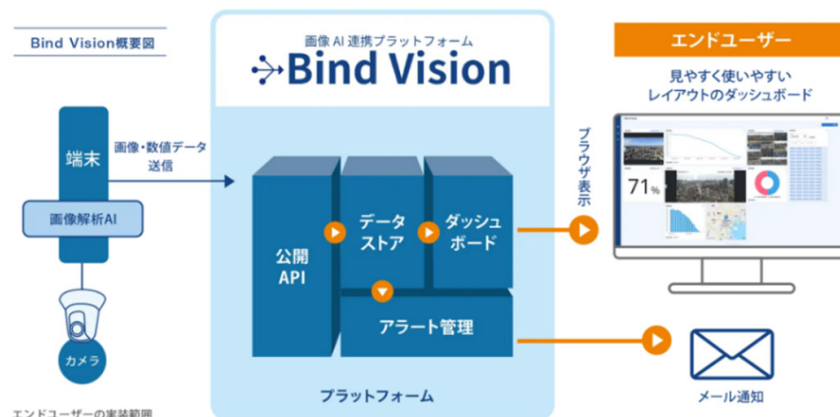 Bind Vision概要図
端末
画像・数値データ
送信
画像解析AI
カメラ
エンドユーザーの実装範囲
画像 AI 連携プラットフォーム
Bind Vision
公開
API
データ
ストア
ダッシュ
ボード
アラート管理
プラットフォーム
ブラウザ表示
エンドユーザー
見やすく使いやすい
レイアウトのダッシュボード
71%
メール通知